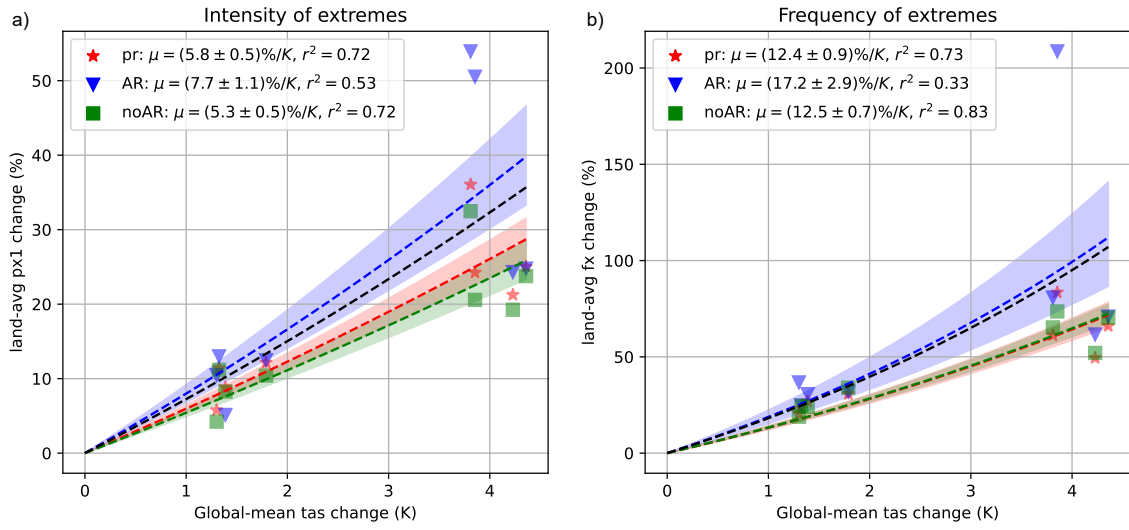 a)
Intensity of extremes
pr: μ = (5.8 ± 0.5)%/K, r² = 0.72
AR: μ = (7.7 ± 1.1)%/K, r² = 0.53
noAR: μ = (5.3 ± 0.5)%/K, r² = 0.72
land-avg px1 change (%)
50
40
30
20
10
0
0 1 2 3 4
Global-mean tas change (K)
b)
Frequency of extremes
pr: μ = (12.4 ± 0.9)%/K, r² = 0.73
AR: μ = (17.2 ± 2.9)%/K, r² = 0.33
noAR: μ = (12.5 ± 0.7)%/K, r² = 0.83
land-avg fx change (%)
200
150
100
50
0
0 1 2 3 4
Global-mean tas change (K)